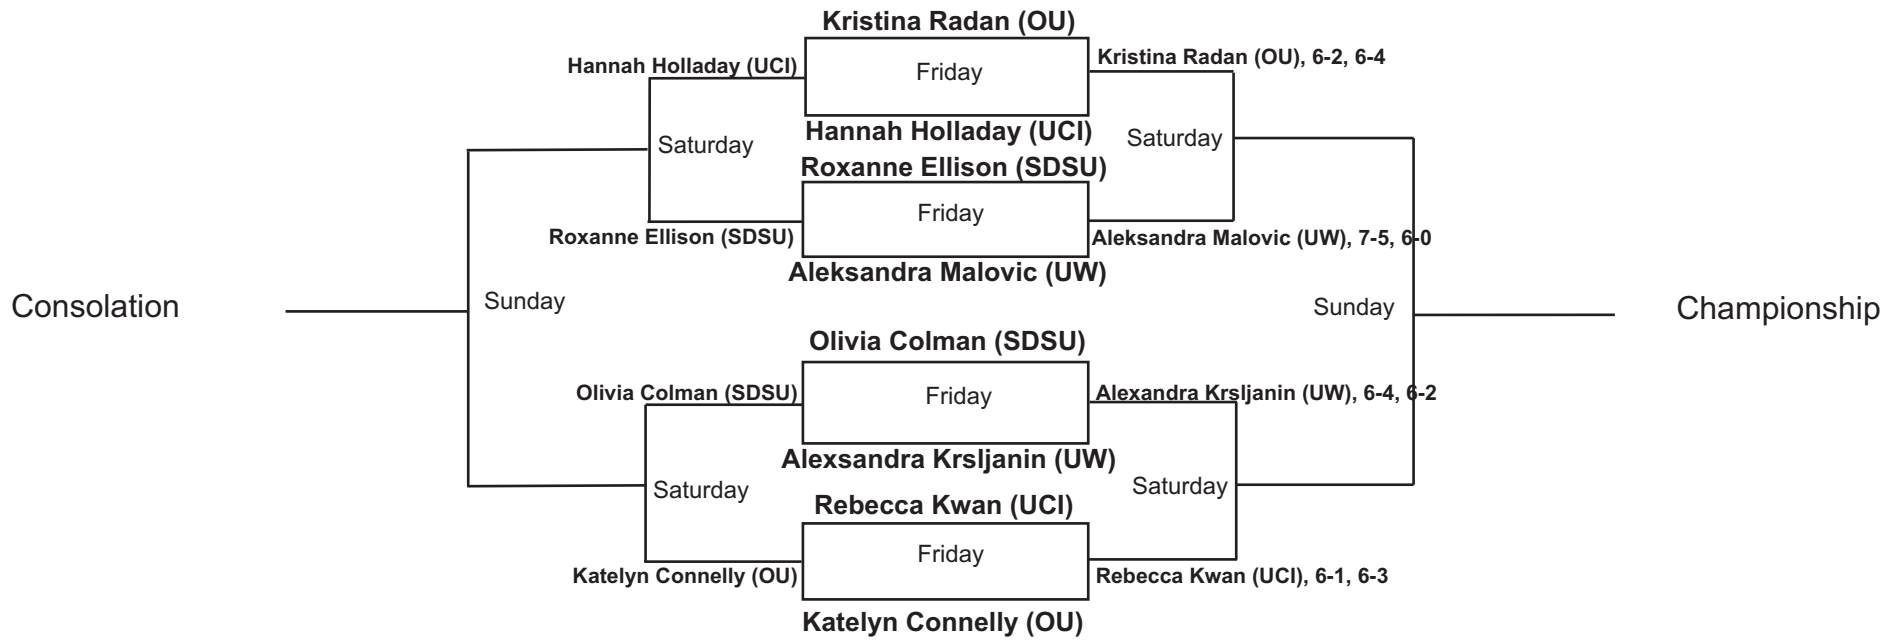 Kristina Radan (OU)
Hannah Holladay (UCI)
Friday
Kristina Radan (OU), 6-2, 6-4
Hannah Holladay (UCI)
Saturday
Saturday
Roxanne Ellison (SDSU)
Friday
Roxanne Ellison (SDSU)
Aleksandra Malovic (UW), 7-5, 6-0
Aleksandra Malovic (UW)
Consolation
Sunday
Sunday
Championship
Olivia Colman (SDSU)
Olivia Colman (SDSU)
Friday
Alexandra Krsljanin (UW), 6-4, 6-2
Alexsandra Krsljanin (UW)
Saturday
Saturday
Rebecca Kwan (UCI)
Friday
Katelyn Connelly (OU)
Rebecca Kwan (UCI), 6-1, 6-3
Katelyn Connelly (OU)